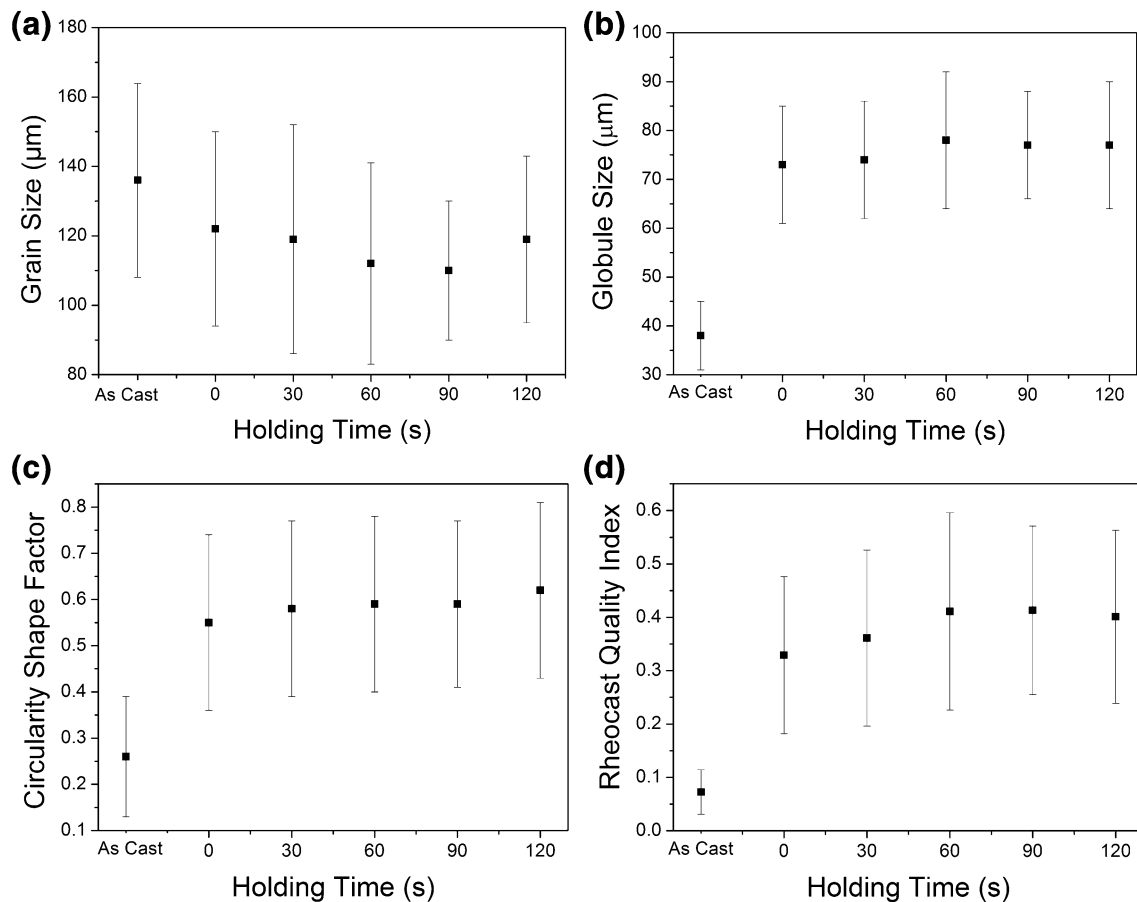 (a)
180
160
140
120
100
80
Grain Size (µm)
As Cast 0 30 60 90 120
Holding Time (s)
(b)
100
90
80
70
60
50
40
30
Globule Size (µm)
As Cast 0 30 60 90 120
Holding Time (s)
(c)
0.8
0.7
0.6
0.5
0.4
0.3
0.2
0.1
Circularity Shape Factor
As Cast 0 30 60 90 120
Holding Time (s)
(d)
0.6
0.5
0.4
0.3
0.2
0.1
0.0
Rheocast Quality Index
As Cast 0 30 60 90 120
Holding Time (s)